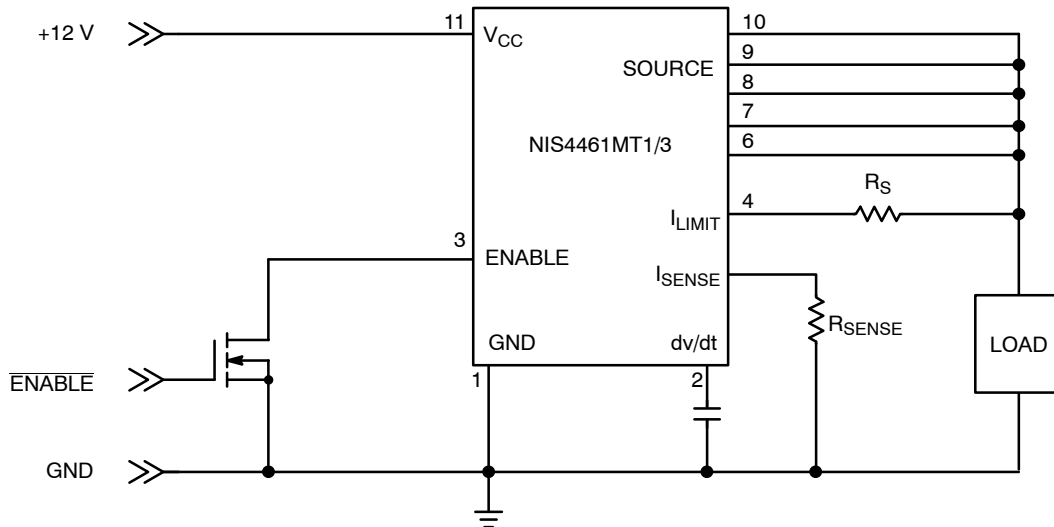 +12 V
11
V_CC
10
SOURCE
9
8
7
NIS4461MT1/3
6
R_S
I_LIMIT
4
3
ENABLE
I_SENSE
R_SENSE
GND
dv/dt
LOAD
ENABLE
1
2
GND